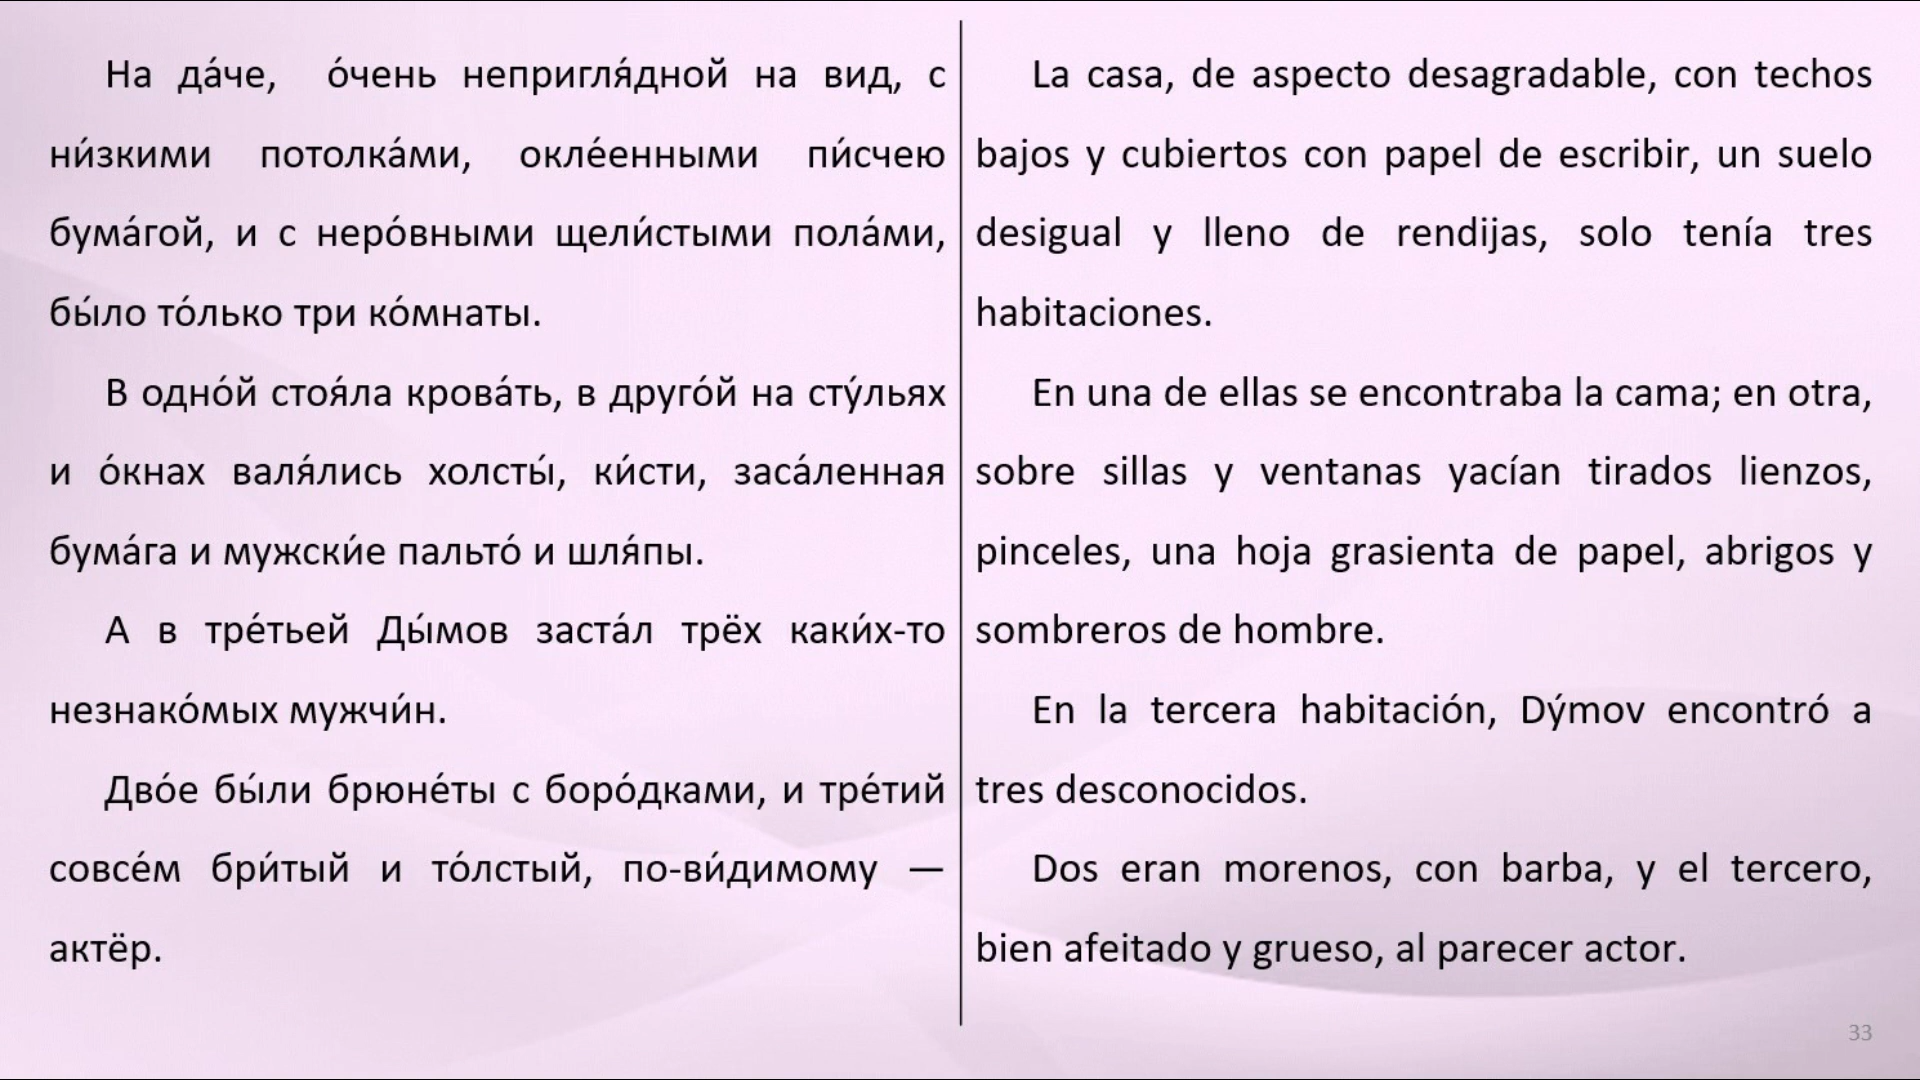 На да́че, о́чень непригля́дной на вид, с
ни́зкими потолка́ми, окле́енными пи́счею
бума́гой, и с неро́вными щели́стыми пола́ми,
бы́ло то́лько три ко́мнаты.
В одно́й стоя́ла крова́ть, в друго́й на сту́льях
и о́кнах валя́лись холсты́, ки́сти, заса́ленная
бума́га и мужски́е пальто́ и шля́пы.
А в тре́тьей Ды́мов заста́л трёх каки́х-то
незнако́мых мужчи́н.
Дво́е бы́ли брюне́ты с боро́дками, и тре́тий
совсе́м бри́тый и то́лстый, по-ви́димому —
актёр.
La casa, de aspecto desagradable, con techos
bajos y cubiertos con papel de escribir, un suelo
desigual y lleno de rendijas, solo tenía tres
habitaciones.
En una de ellas se encontraba la cama; en otra,
sobre sillas y ventanas yacían tirados lienzos,
pinceles, una hoja grasienta de papel, abrigos y
sombreros de hombre.
En la tercera habitación, Dýmov encontró a
tres desconocidos.
Dos eran morenos, con barba, y el tercero,
bien afeitado y grueso, al parecer actor.
33